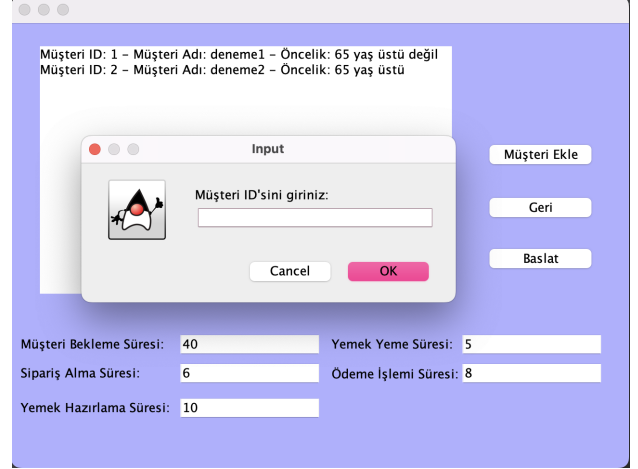 Müşteri ID: 1 – Müşteri Adı: deneme1 – Öncelik: 65 yaş üstü değil
Müşteri ID: 2 – Müşteri Adı: deneme2 – Öncelik: 65 yaş üstü
Input
Müşteri ID'sini giriniz:
Cancel
OK
Müşteri Ekle
Geri
Baslat
Müşteri Bekleme Süresi: 40
Yemek Yeme Süresi: 5
Sipariş Alma Süresi: 6
Ödeme İşlemi Süresi: 8
Yemek Hazırlama Süresi: 10